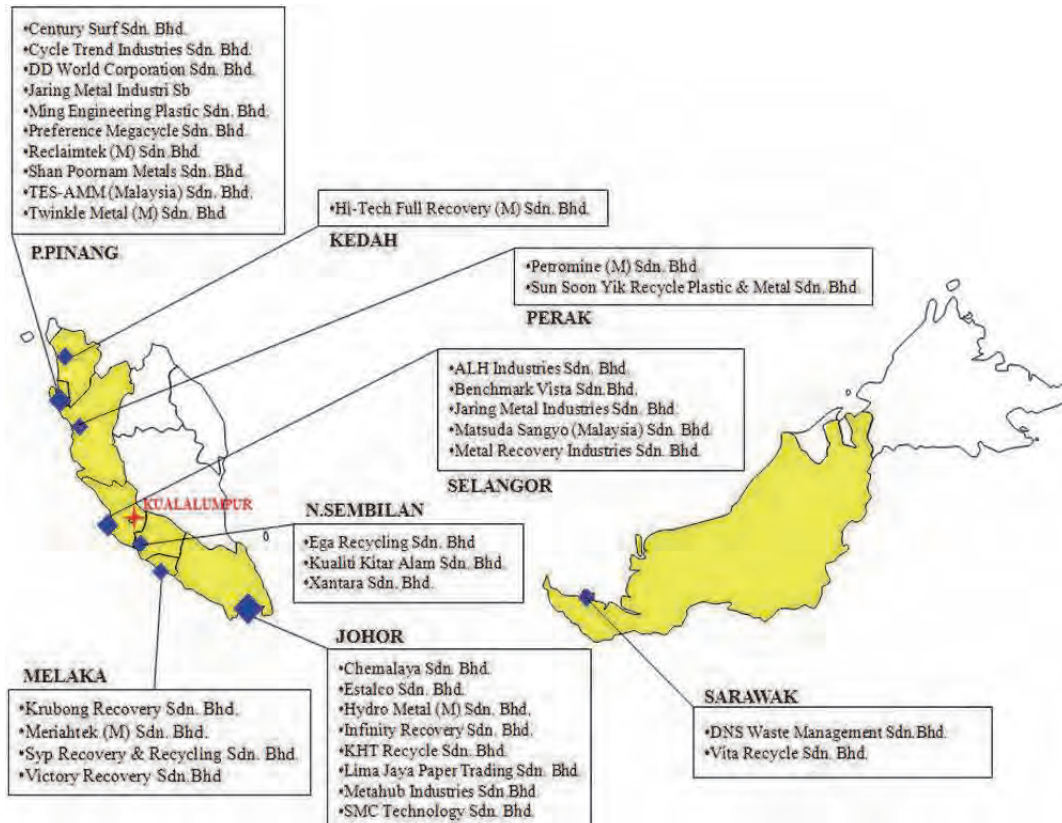 •Century Surf Sdn. Bhd.
•Cycle Trend Industries Sdn. Bhd.
•DD World Corporation Sdn. Bhd.
•Jaring Metal Industri Sb
•Ming Engineering Plastic Sdn. Bhd.
•Preference Megacycle Sdn. Bhd.
•Reclaimtek (M) Sdn.Bhd.
•Shan Poornam Metals Sdn. Bhd.
•TES-AMM (Malaysia) Sdn. Bhd.
•Twinkle Metal (M) Sdn. Bhd
P.PINANG
•Hi-Tech Full Recovery (M) Sdn. Bhd.
KEDAH
•Petromine (M) Sdn. Bhd.
•Sun Soon Yik Recycle Plastic & Metal Sdn. Bhd
PERAK
•ALH Industries Sdn. Bhd.
•Benchmark Vista Sdn.Bhd.
•Jaring Metal Industries Sdn. Bhd
•Matsuda Sangyo (Malaysia) Sdn. Bhd
•Metal Recovery Industries Sdn. Bhd.
SELANGOR
KUALALUMPUR
N.SEMBILAN
•Ega Recycling Sdn. Bhd
•Kualiti Kitar Alam Sdn. Bhd.
•Xantara Sdn. Bhd.
JOHOR
•Chemalaya Sdn. Bhd.
•Estalco Sdn. Bhd.
•Hydro Metal (M) Sdn. Bhd.
•Infinity Recovery Sdn. Bhd.
•KHT Recycle Sdn. Bhd.
•Lima Jaya Paper Trading Sdn. Bhd.
•Metahub Industries Sdn. Bhd
•SMC Technology Sdn. Bhd.
MELAKA
•Krubong Recovery Sdn. Bhd.
•Meriahtek (M) Sdn. Bhd.
•Syp Recovery & Recycling Sdn. Bhd.
•Victory Recovery Sdn.Bhd
SARAWAK
•DNS Waste Management Sdn.Bhd.
•Vita Recycle Sdn. Bhd.